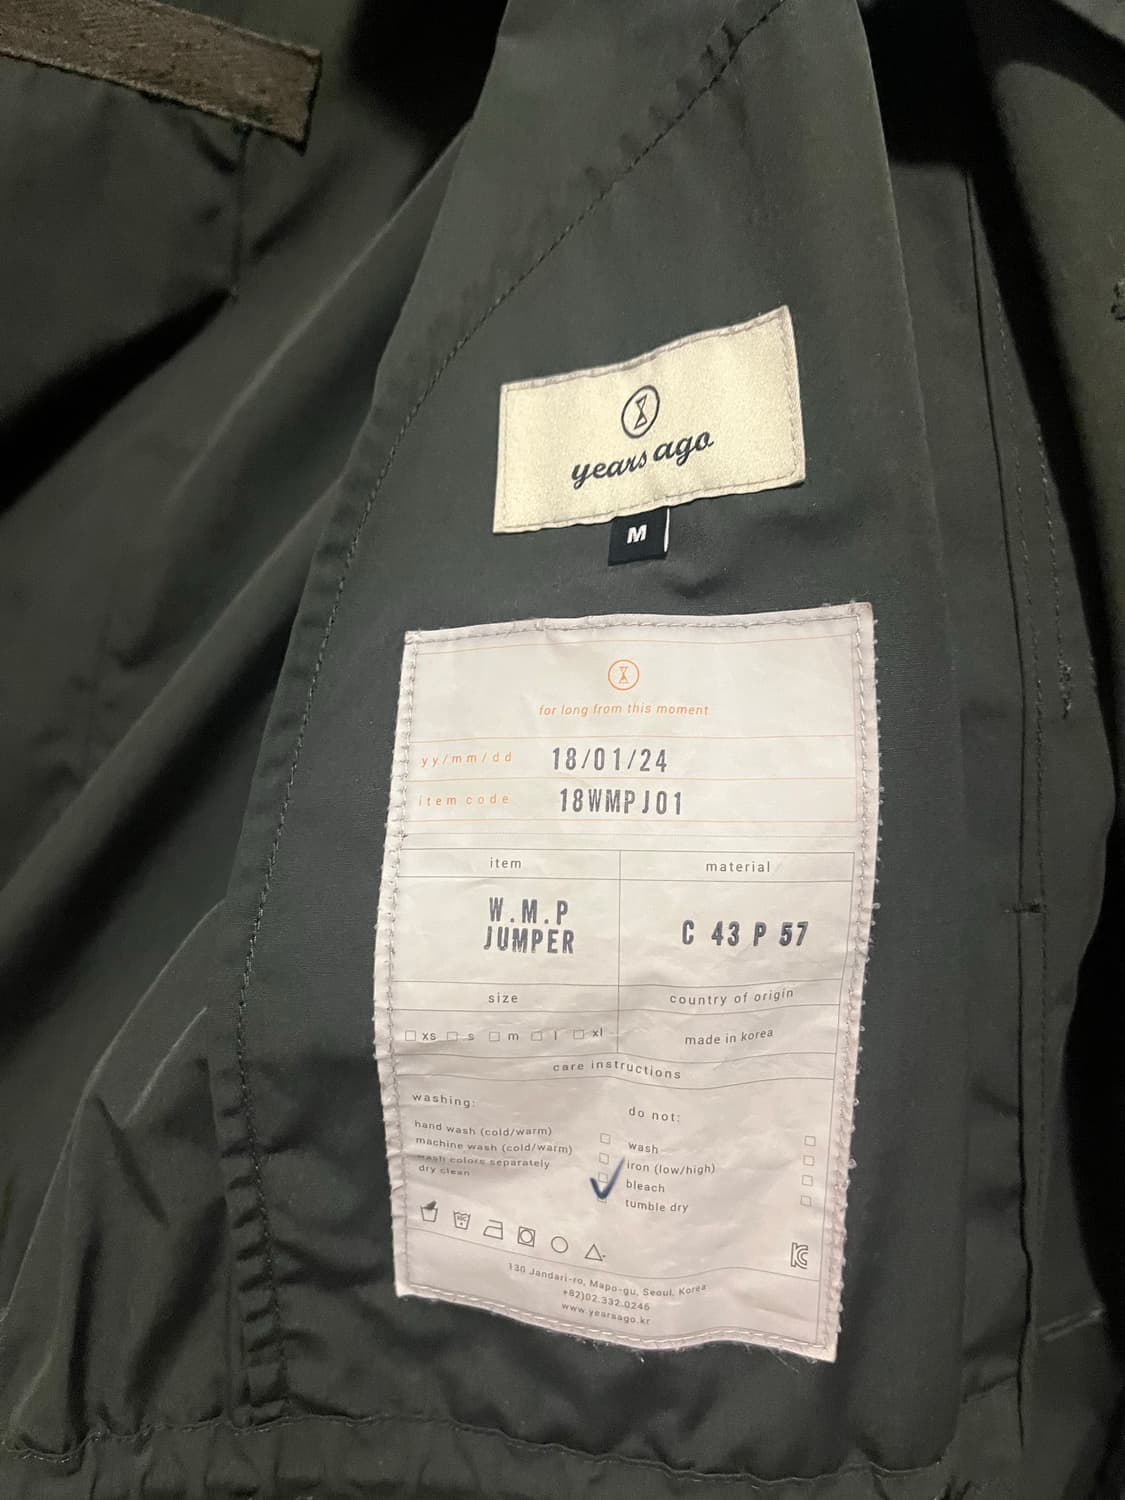 years ago
M
for long from this moment
yy/mm/dd 18/01/24
item code 18WMPJ01
item material
W.M.P
JUMPER
C 43 P 57
size country of origin
xs s m l xl made in korea
care instructions
washing: do not:
hand wash (cold/warm) wash
machine wash (cold/warm) iron (low/high)
wash colors separately bleach
dry clean tumble dry
130 Jandari-ro, Mapo-gu, Seoul, Korea
+82)02.332.0246
www.yearsago.kr